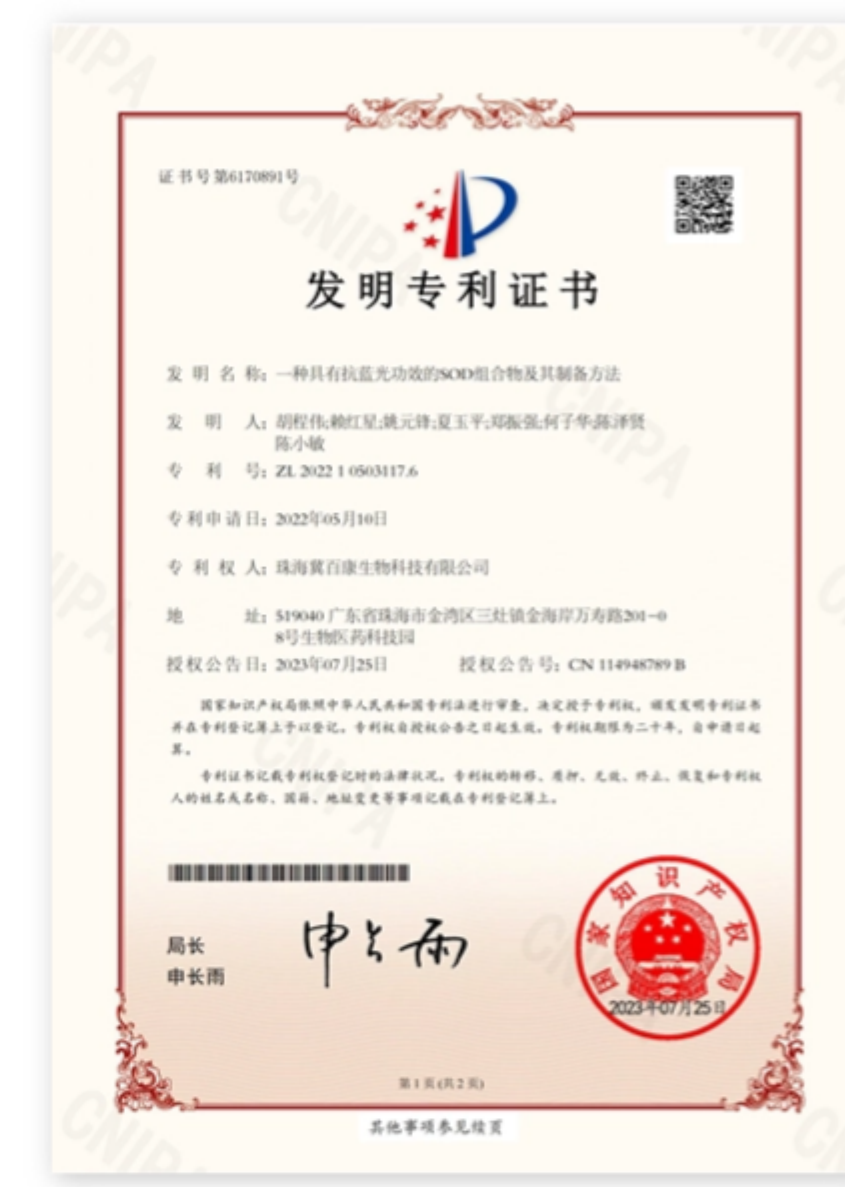 证书号第6170891号
发明专利证书
发明名称：一种具有抗蓝光功效的SOD组合物及其制备方法
发明人：胡程伟;赖红星;姚元锋;夏玉平;郑振强;何子华;陈泽贤
陈小敏
专利号：ZL 2022 1 0503117.6
专利申请日：2022年05月10日
专利权人：珠海冀百康生物科技有限公司
地址：519040 广东省珠海市金湾区三灶镇金海岸万寿路201-0
8号生物医药科技园
授权公告日：2023年07月25日 授权公告号：CN 114948789 B
国家知识产权局依照中华人民共和国专利法进行审查，决定授予专利权，颁发发明专利证书
并在专利登记簿上予以登记。专利权自授权公告之日起生效。专利权期限为二十年，自申请日起
算。
专利证书记载专利权登记时的法律状况。专利权的转移、质押、无效、终止、恢复和专利权
人的姓名或名称、国籍、地址变更等事项记载在专利登记簿上。
局长
申长雨
申长雨
国家知识产权局
2023年07月25日
第1页(共2页)
其他事项参见续页
CNIPA